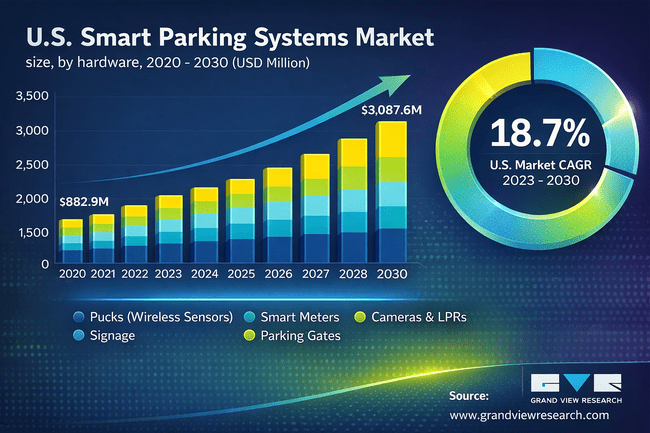 U.S. Smart Parking Systems Market
size, by hardware, 2020 - 2030 (USD Million)
3,500
3,000
2,500
2,000
1,500
0
$882.9M
$3,087.6M
2020 2021 2022 2023 2024 2025 2026 2027 2028 2030
18.7%
U.S. Market CAGR
2023 - 2030
Pucks (Wireless Sensors) Smart Meters Cameras & LPRs
Signage Parking Gates
Source:
www.grandviewresearch.com
GVR
GRAND VIEW RESEARCH